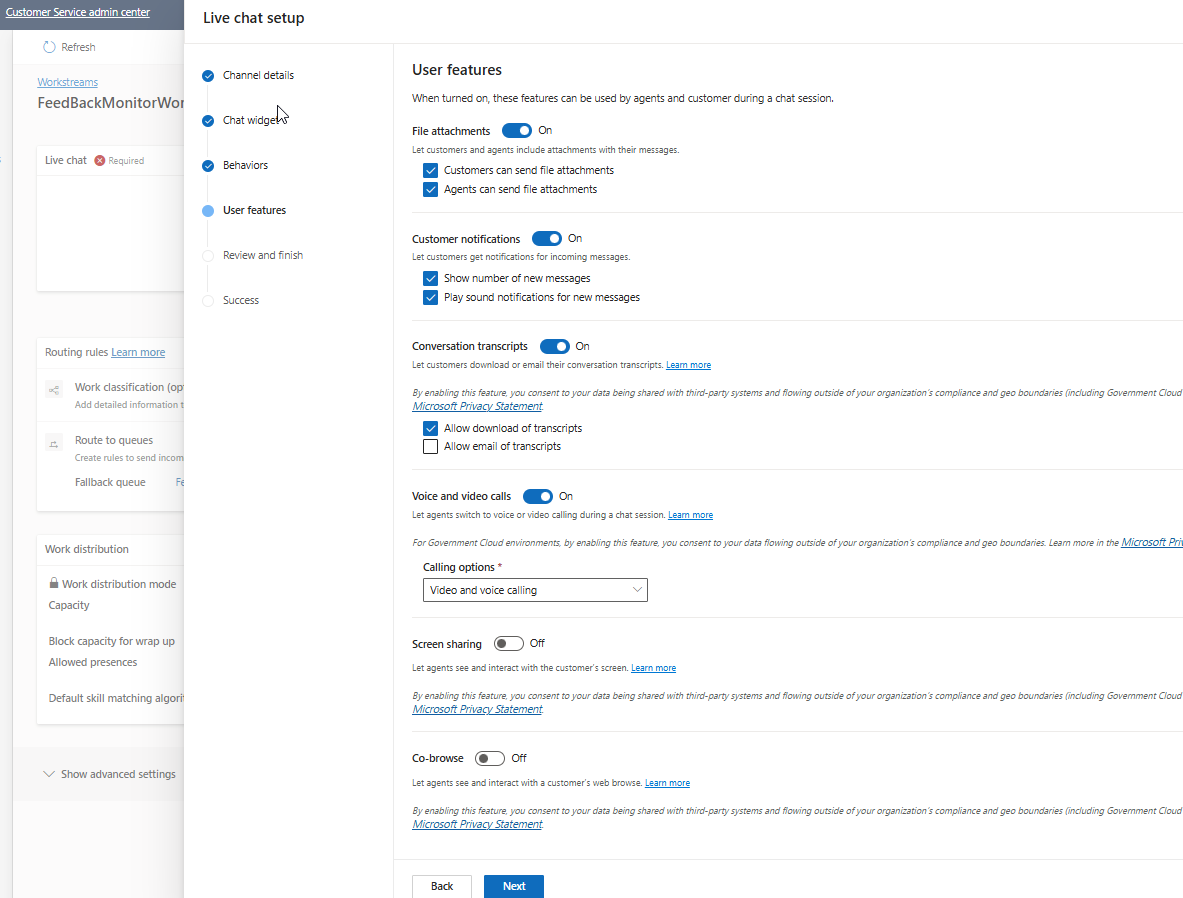 Customer Service admin center
Refresh
Workstreams
FeedBackMonitorWor
Live chat Required
Routing rules Learn more
Work classification (opt
Add detailed information t
Route to queues
Create rules to send incom
Fallback queue Fe
Work distribution
Work distribution mode
Capacity
Block capacity for wrap up
Allowed presences
Default skill matching algorit
Show advanced settings
Live chat setup
Channel details
Chat widget
Behaviors
User features
Review and finish
Success
User features
When turned on, these features can be used by agents and customer during a chat session.
File attachments On
Let customers and agents include attachments with their messages.
Customers can send file attachments
Agents can send file attachments
Customer notifications On
Let customers get notifications for incoming messages.
Show number of new messages
Play sound notifications for new messages
Conversation transcripts On
Let customers download or email their conversation transcripts. Learn more
By enabling this feature, you consent to your data being shared with third-party systems and flowing outside of your organization's compliance and geo boundaries (including Government Cloud
Microsoft Privacy Statement.
Allow download of transcripts
Allow email of transcripts
Voice and video calls On
Let agents switch to voice or video calling during a chat session. Learn more
For Government Cloud environments, by enabling this feature, you consent to your data flowing outside of your organization's compliance and geo boundaries. Learn more in the Microsoft Pri
Calling options *
Video and voice calling
Screen sharing Off
Let agents see and interact with the customer's screen. Learn more
By enabling this feature, you consent to your data being shared with third-party systems and flowing outside of your organization's compliance and geo boundaries (including Government Cloud
Microsoft Privacy Statement.
Co-browse Off
Let agents see and interact with a customer's web browse. Learn more
By enabling this feature, you consent to your data being shared with third-party systems and flowing outside of your organization's compliance and geo boundaries (including Government Cloud
Microsoft Privacy Statement.
Back Next